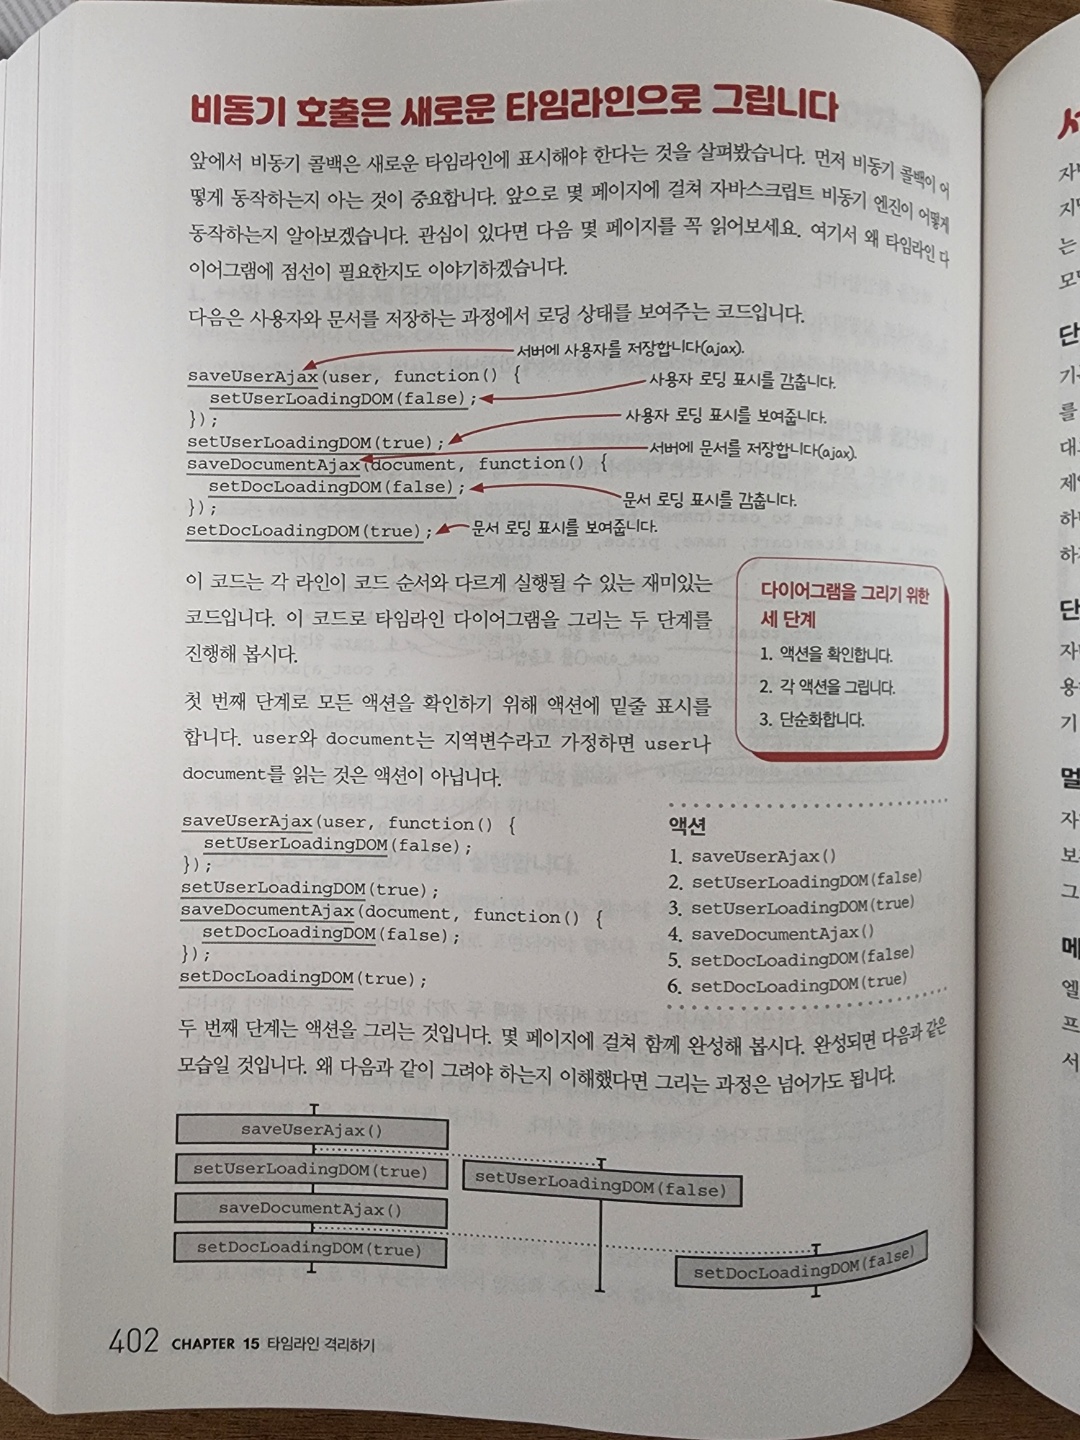 비동기 호출은 새로운 타임라인으로 그립니다
앞에서 비동기 콜백은 새로운 타임라인에 표시해야 한다는 것을 살펴봤습니다. 먼저 비동기 콜백이 어
떻게 동작하는지 아는 것이 중요합니다. 앞으로 몇 페이지에 걸쳐 자바스크립트 비동기 엔진이 어떻게
동작하는지 알아보겠습니다. 관심이 있다면 다음 몇 페이지를 꼭 읽어보세요. 여기서 왜 타임라인 다
이어그램에 점선이 필요한지도 이야기하겠습니다.
다음은 사용자와 문서를 저장하는 과정에서 로딩 상태를 보여주는 코드입니다.
서버에 사용자를 저장합니다(ajax).
saveUserAjax(user, function() {
사용자 로딩 표시를 감춥니다.
setUserLoadingDOM(false);
});
사용자 로딩 표시를 보여줍니다.
setUserLoadingDOM(true);
서버에 문서를 저장합니다(ajax).
saveDocumentAjax(document, function() {
setDocLoadingDOM(false);
문서 로딩 표시를 감춥니다.
});
setDocLoadingDOM(true);
문서 로딩 표시를 보여줍니다.
이 코드는 각 라인이 코드 순서와 다르게 실행될 수 있는 재미있는
코드입니다. 이 코드로 타임라인 다이어그램을 그리는 두 단계를
진행해 봅시다.
첫 번째 단계로 모든 액션을 확인하기 위해 액션에 밑줄 표시를
합니다. user와 document는 지역변수라고 가정하면 user나
document를 읽는 것은 액션이 아닙니다.
다이어그램을 그리기 위한
세 단계
1. 액션을 확인합니다.
2. 각 액션을 그립니다.
3. 단순화합니다.
saveUserAjax(user, function() {
setUserLoadingDOM(false);
});
setUserLoadingDOM(true);
saveDocumentAjax(document, function() {
setDocLoadingDOM(false);
});
setDocLoadingDOM(true);
액션
1. saveUserAjax()
2. setUserLoadingDOM(false)
3. setUserLoadingDOM(true)
4. saveDocumentAjax()
5. setDocLoadingDOM(false)
6. setDocLoadingDOM(true)
두 번째 단계는 액션을 그리는 것입니다. 몇 페이지에 걸쳐 함께 완성해 봅시다. 완성되면 다음과 같은
모습일 것입니다. 왜 다음과 같이 그려야 하는지 이해했다면 그리는 과정은 넘어가도 됩니다.
saveUserAjax()
setUserLoadingDOM(true)
setUserLoadingDOM(false)
saveDocumentAjax()
setDocLoadingDOM(true)
setDocLoadingDOM(false)
402 CHAPTER 15 타임라인 격리하기